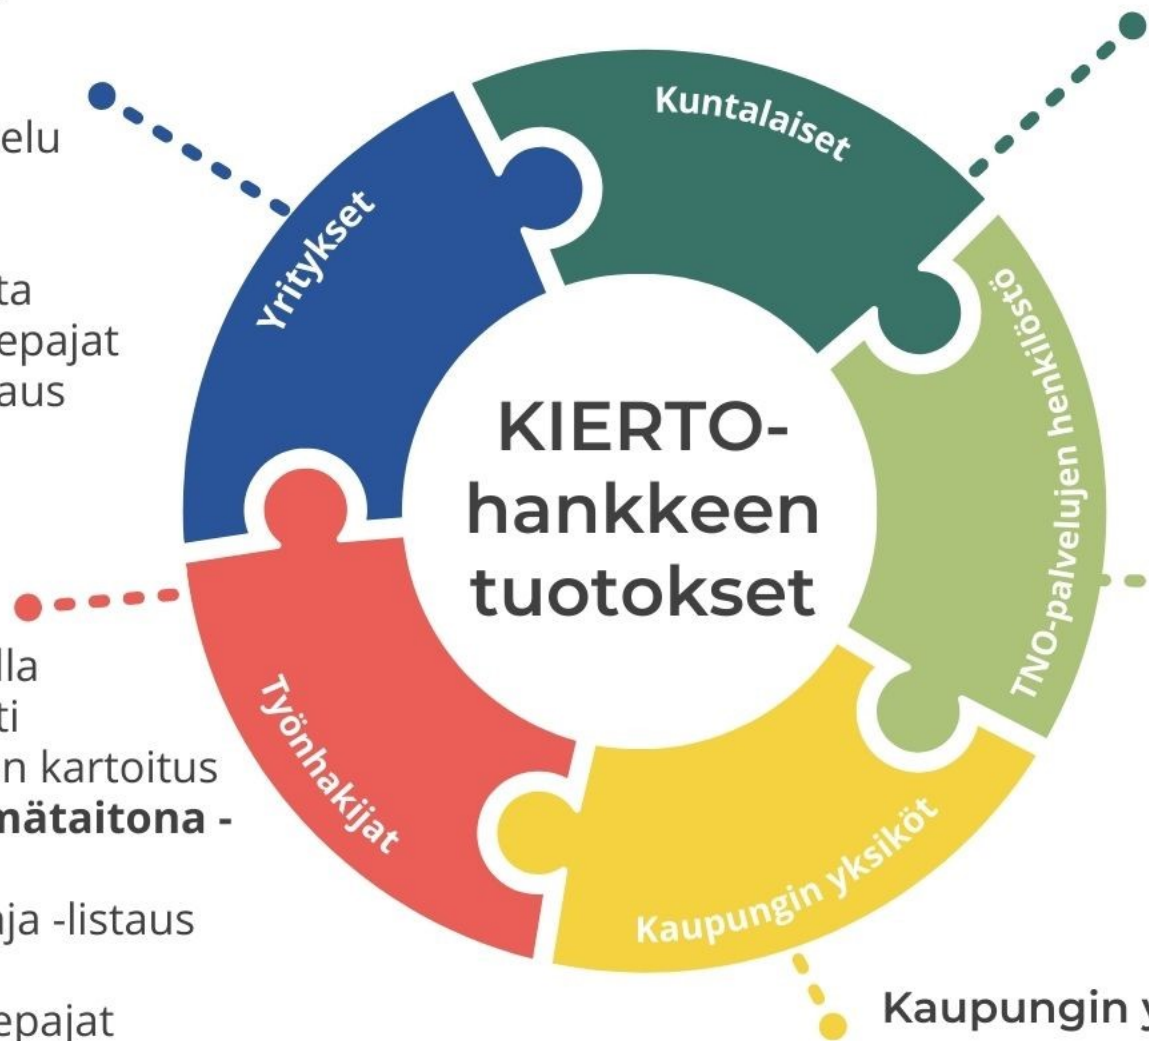 elu
ta
epajat
aus
lla
ti
n kartoitus
mätaitona -
ja -listaus
epajat
Yritykset
Kuntalaiset
TNO-palvelujen henkilöstö
Kaupungin yksiköt
Työnhakijat
KIERTO-
hankkeen
tuotokset
Kaupungin y